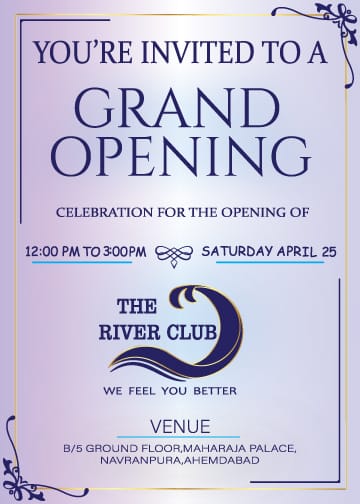 YOU'RE INVITED TO A
GRAND
OPENING
CELEBRATION FOR THE OPENING OF
12:00 PM TO 3:00PM SATURDAY APRIL 25
THE
RIVER CLUB
WE FEEL YOU BETTER
VENUE
B/5 GROUND FLOOR,MAHARAJA PALACE,
NAVRANPURA,AHEMDABAD